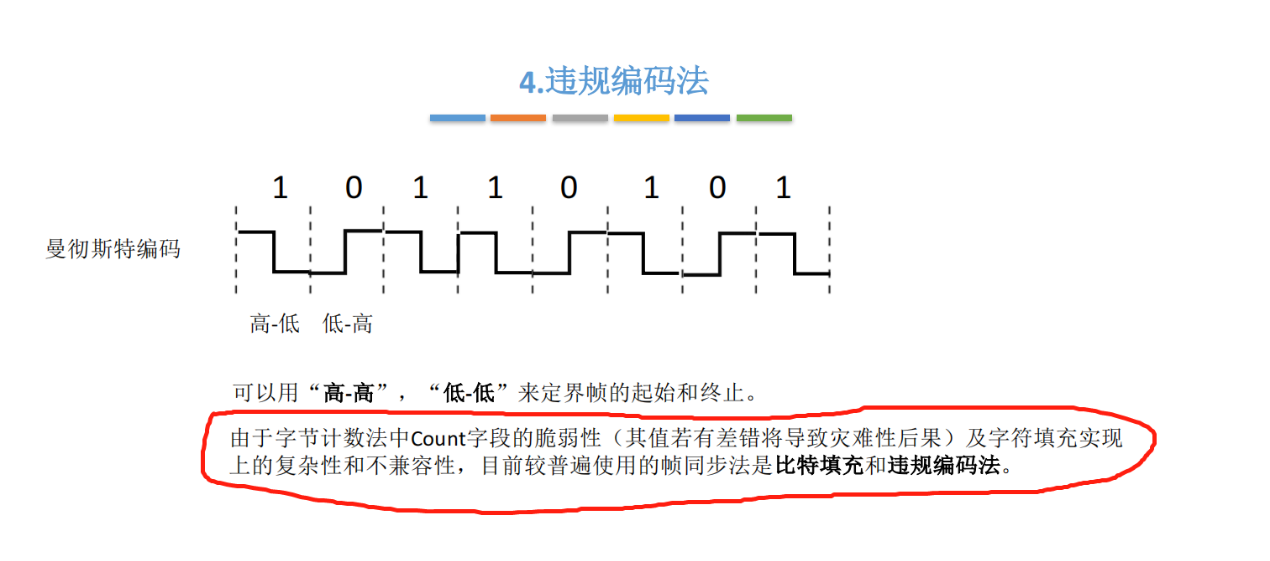 4.违规编码法
1 0 1 1 0 1 0 1
曼彻斯特编码
高-低 低-高
可以用“高-高”，“低-低”来定界帧的起始和终止。
由于字节计数法中Count字段的脆弱性（其值若有差错将导致灾难性后果）及字符填充实现
上的复杂性和不兼容性，目前较普遍使用的帧同步法是比特填充和违规编码法。